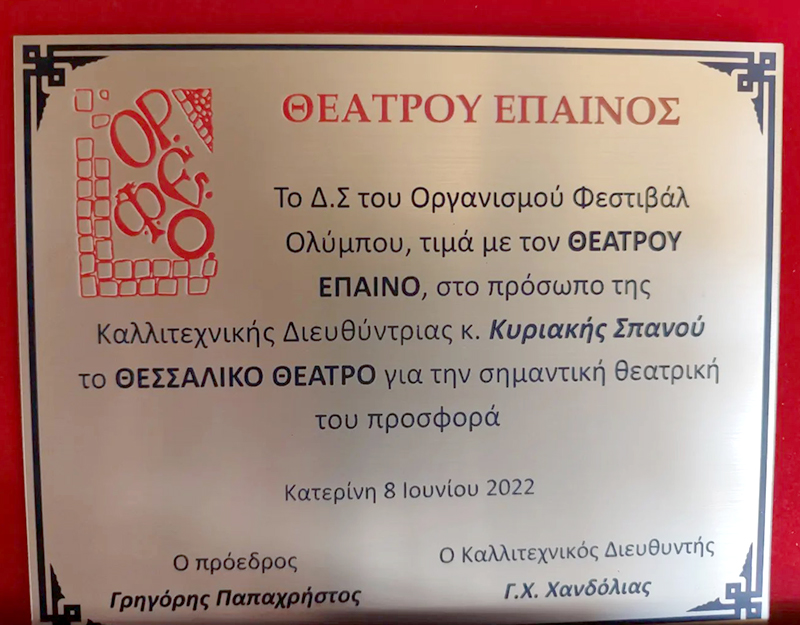 ΟΡ.
ΦΕ.
Ο
ΘΕΑΤΡΟΥ ΕΠΑΙΝΟΣ
Το Δ.Σ του Οργανισμού Φεστιβάλ
Ολύμπου, τιμά με τον ΘΕΑΤΡΟΥ
ΕΠΑΙΝΟ, στο πρόσωπο της
Καλλιτεχνικής Διευθύντριας κ. Κυριακής Σπανού
το ΘΕΣΣΑΛΙΚΟ ΘΕΑΤΡΟ για την σημαντική θεατρική
του προσφορά
Κατερίνη 8 Ιουνίου 2022
Ο πρόεδρος
Γρηγόρης Παπαχρήστος
Ο Καλλιτεχνικός Διευθυντής
Γ.Χ. Χανδόλιας